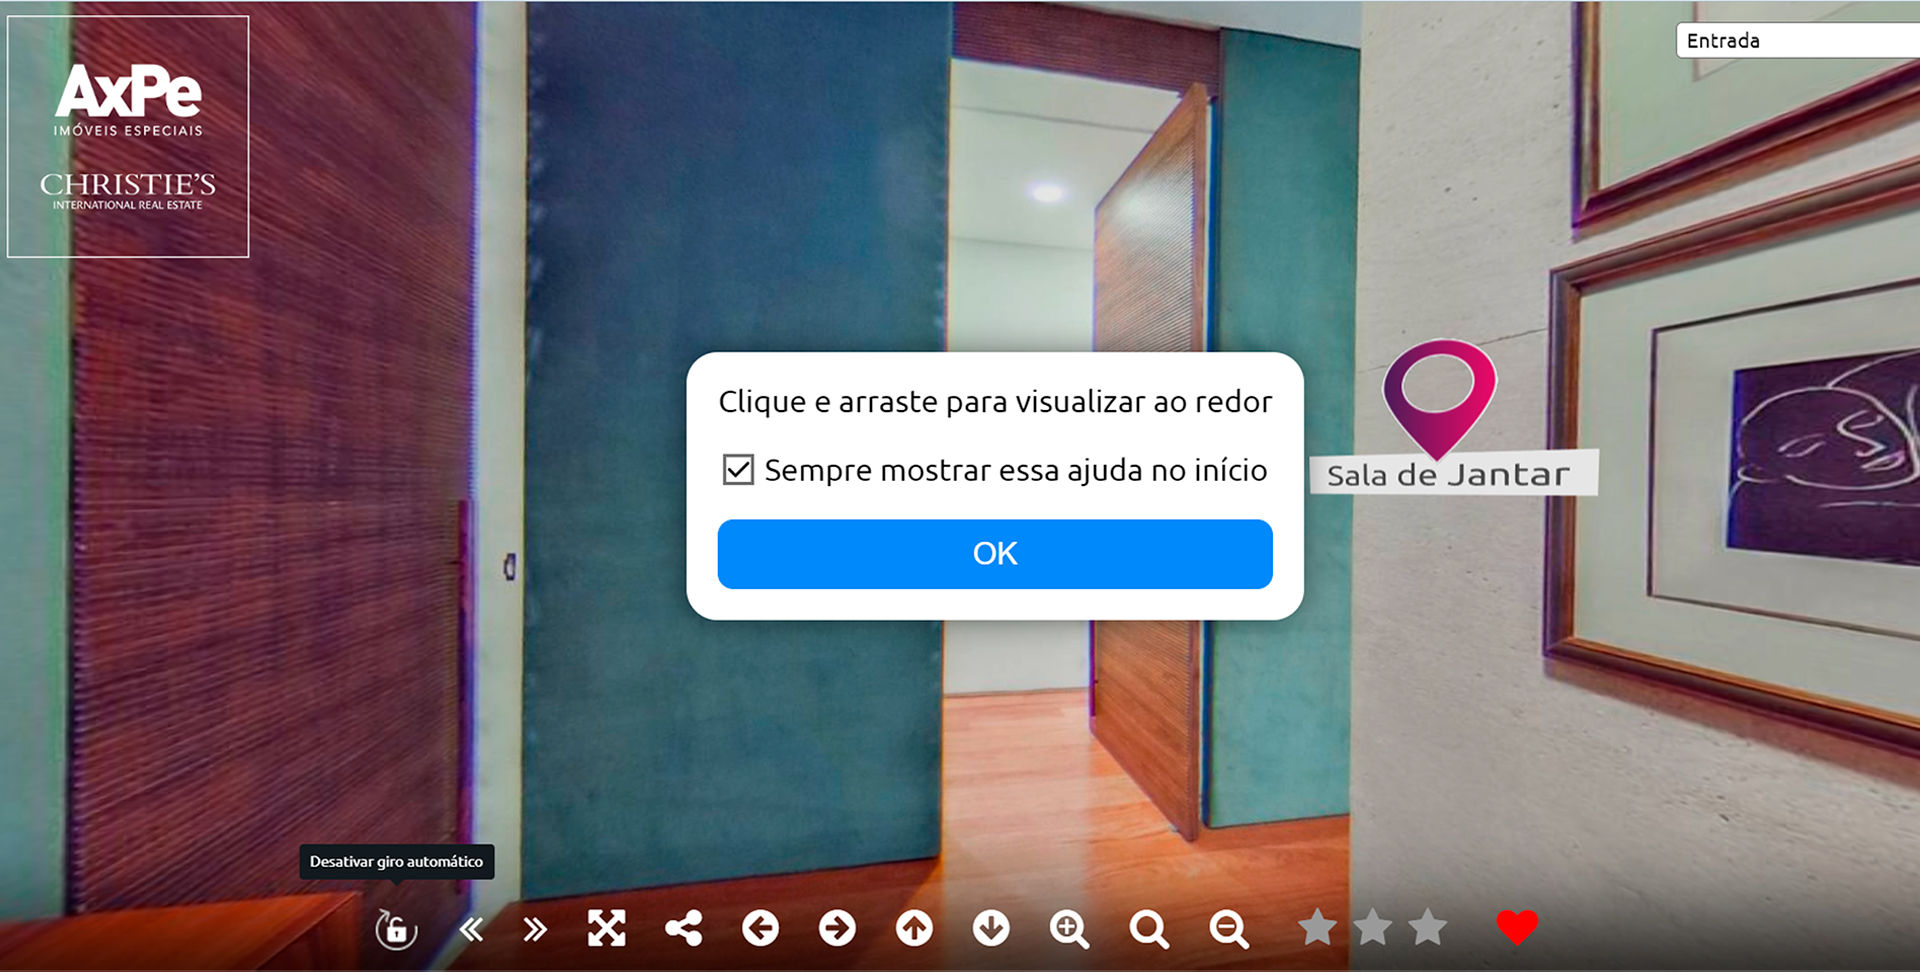 AxPe
IMÓVEIS ESPECIAIS
CHRISTIE'S
INTERNATIONAL REAL ESTATE
Entrada
Clique e arraste para visualizar ao redor
Sempre mostrar essa ajuda no início
OK
Sala de Jantar
Desativar giro automático